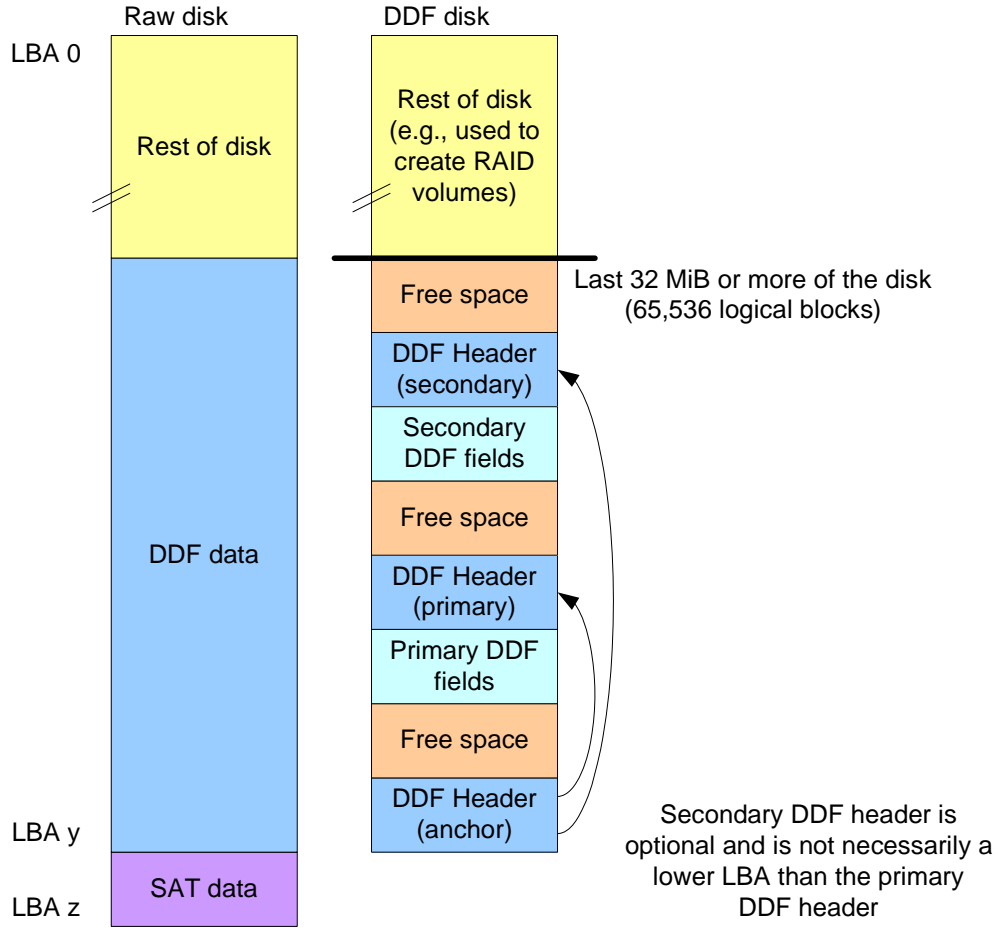 Raw disk
DDF disk
LBA 0
Rest of disk
Rest of disk
(e.g., used to
create RAID
volumes)
Last 32 MiB or more of the disk
(65,536 logical blocks)
Free space
DDF Header
(secondary)
Secondary
DDF fields
Free space
DDF data
DDF Header
(primary)
Primary DDF
fields
Free space
DDF Header
(anchor)
LBA y
Secondary DDF header is
optional and is not necessarily a
lower LBA than the primary
DDF header
SAT data
LBA z